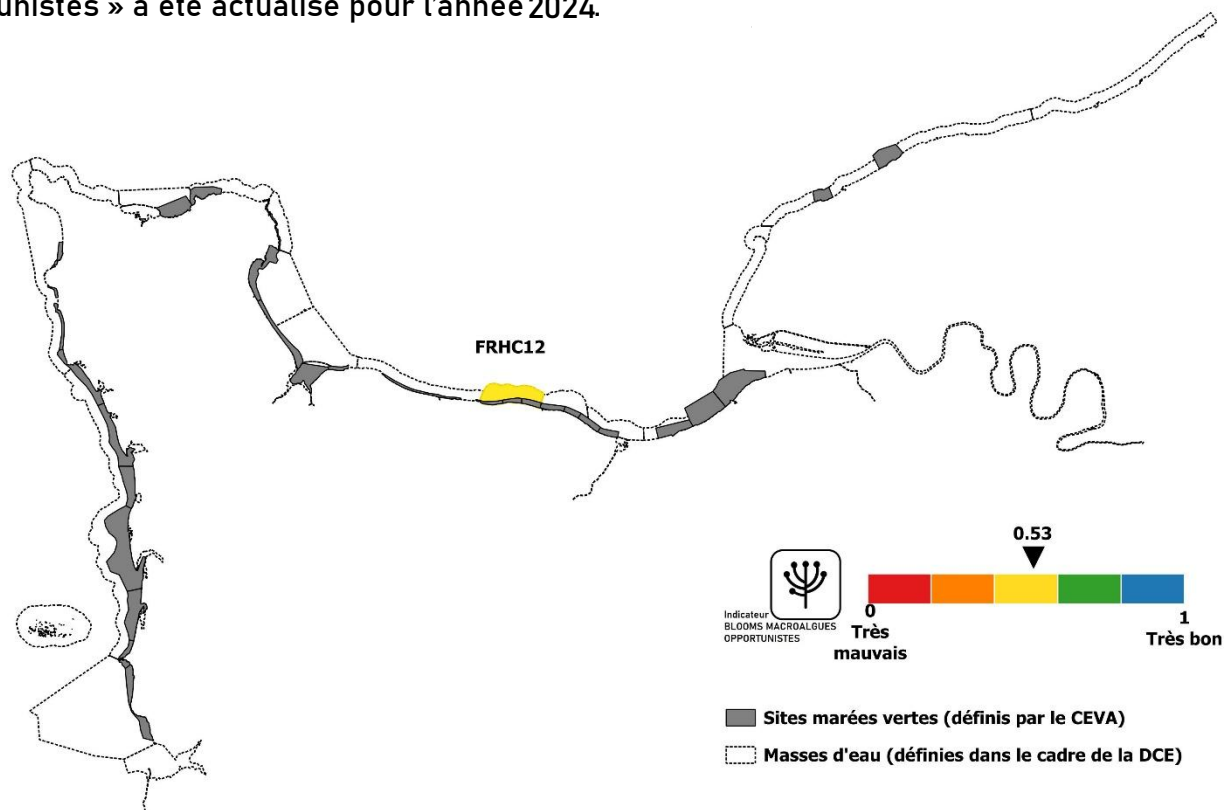 unistes » a été actualisé pour l'année 2024.
FRHC12
0.53
Indicateur
BLOOMS MACROALGUES
OPPORTUNISTES
0
Très
mauvais
1
Très bon
Sites marées vertes (définis par le CEVA)
Masses d'eau (définies dans le cadre de la DCE)